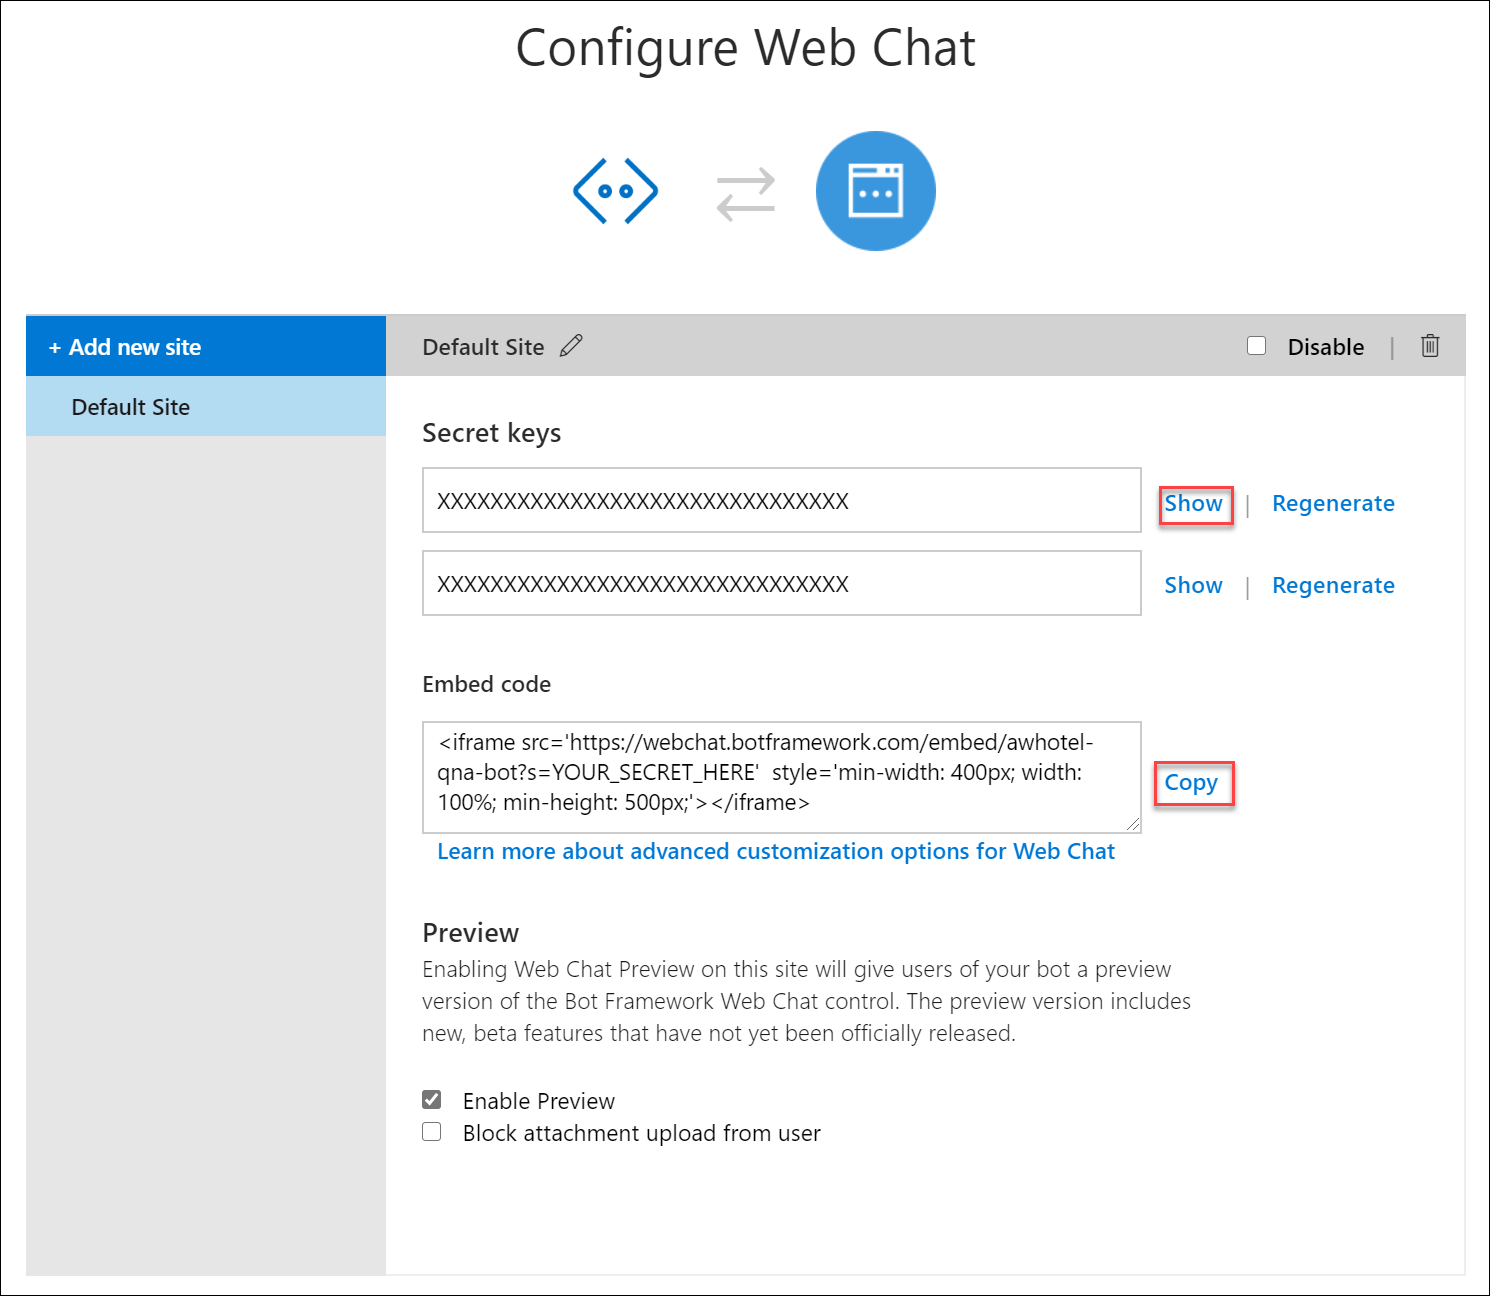 Configure Web Chat
+ Add new site
Default Site
Disable
|
Default Site
Secret keys
XXXXXXXXXXXXXXXXXXXXXXXXXXXXXXX
Show | Regenerate
XXXXXXXXXXXXXXXXXXXXXXXXXXXXXXX
Show | Regenerate
Embed code
<iframe src='https://webchat.botframework.com/embed/awhotel-
qna-bot?s=YOUR_SECRET_HERE'  style='min-width: 400px; width:
100%; min-height: 500px;'></iframe>
Copy
Learn more about advanced customization options for Web Chat
Preview
Enabling Web Chat Preview on this site will give users of your bot a preview
version of the Bot Framework Web Chat control. The preview version includes
new, beta features that have not yet been officially released.
Enable Preview
Block attachment upload from user